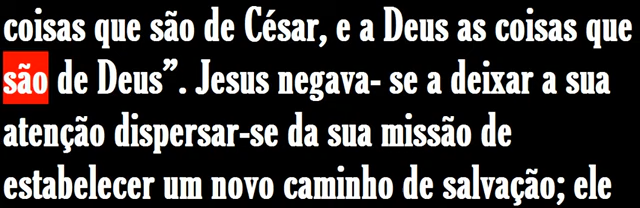 coisas que são de César, e a Deus as coisas que
são de Deus”. Jesus negava- se a deixar a sua
atenção dispersar-se da sua missão de
estabelecer um novo caminho de salvação; ele